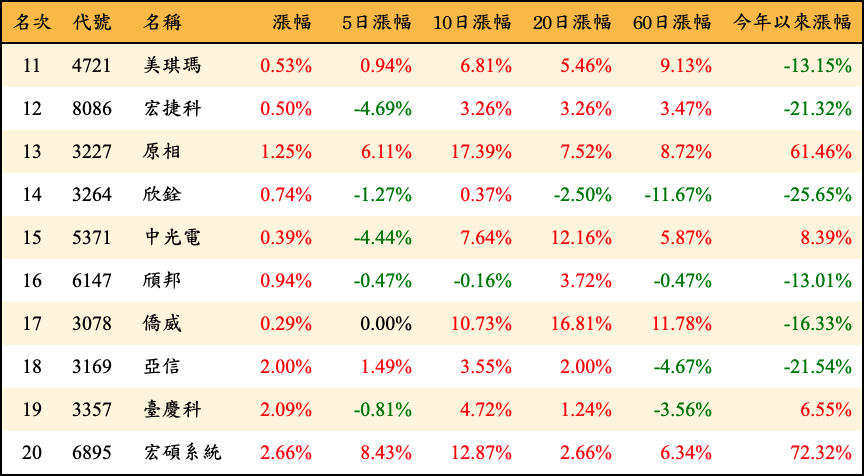 名次 代號 名稱 漲幅 5日漲幅 10日漲幅 20日漲幅 60日漲幅 今年以來漲幅
11 4721 美琪瑪 0.53% 0.94% 6.81% 5.46% 9.13% -13.15%
12 8086 宏捷科 0.50% -4.69% 3.26% 3.26% 3.47% -21.32%
13 3227 原相 1.25% 6.11% 17.39% 7.52% 8.72% 61.46%
14 3264 欣銓 0.74% -1.27% 0.37% -2.50% -11.67% -25.65%
15 5371 中光電 0.39% -4.44% 7.64% 12.16% 5.87% 8.39%
16 6147 頎邦 0.94% -0.47% -0.16% 3.72% -0.47% -13.01%
17 3078 僑威 0.29% 0.00% 10.73% 16.81% 11.78% -16.33%
18 3169 亞信 2.00% 1.49% 3.55% 2.00% -4.67% -21.54%
19 3357 臺慶科 2.09% -0.81% 4.72% 1.24% -3.56% 6.55%
20 6895 宏碩系統 2.66% 8.43% 12.87% 2.66% 6.34% 72.32%